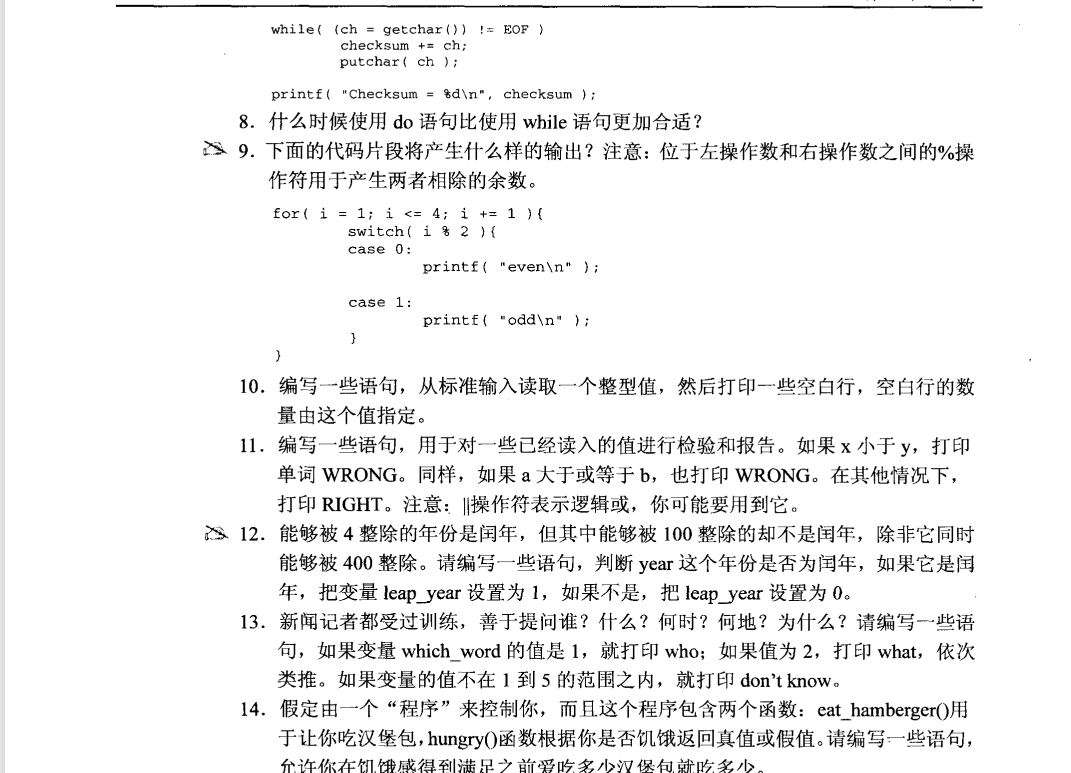 while( (ch = getchar()) != EOF )
checksum += ch;
putchar( ch );
printf( "Checksum = %d\n", checksum );
8. 什么时候使用 do 语句比使用 while 语句更加合适？
9. 下面的代码片段将产生什么样的输出？注意：位于左操作数和右操作数之间的%操
作符用于产生两者相除的余数。
for( i = 1; i <= 4; i += 1 ){
switch( i % 2 ){
case 0:
printf( "even\n" );
case 1:
printf( "odd\n" );
}
}
10. 编写一些语句，从标准输入读取一个整型值，然后打印一些空白行，空白行的数
量由这个值指定。
11. 编写一些语句，用于对一些已经读入的值进行检验和报告。如果 x 小于 y，打印
单词 WRONG。同样，如果 a 大于或等于 b，也打印 WRONG。在其他情况下，
打印 RIGHT。注意：||操作符表示逻辑或，你可能要用到它。
12. 能够被 4 整除的年份是闰年，但其中能够被 100 整除的却不是闰年，除非它同时
能够被 400 整除。请编写一些语句，判断 year 这个年份是否为闰年，如果它是闰
年，把变量 leap_year 设置为 1，如果不是，把 leap_year 设置为 0。
13. 新闻记者都受过训练，善于提问谁？什么？何时？何地？为什么？请编写一些语
句，如果变量 which_word 的值是 1，就打印 who；如果值为 2，打印 what，依次
类推。如果变量的值不在 1 到 5 的范围之内，就打印 don't know。
14. 假定由一个“程序”来控制你，而且这个程序包含两个函数：eat_hamberger()用
于让你吃汉堡包，hungry()函数根据你是否饥饿返回真值或假值。请编写一些语句，
允许你在饥饿感得到满足之前爱吃多少汉堡包就吃多少。